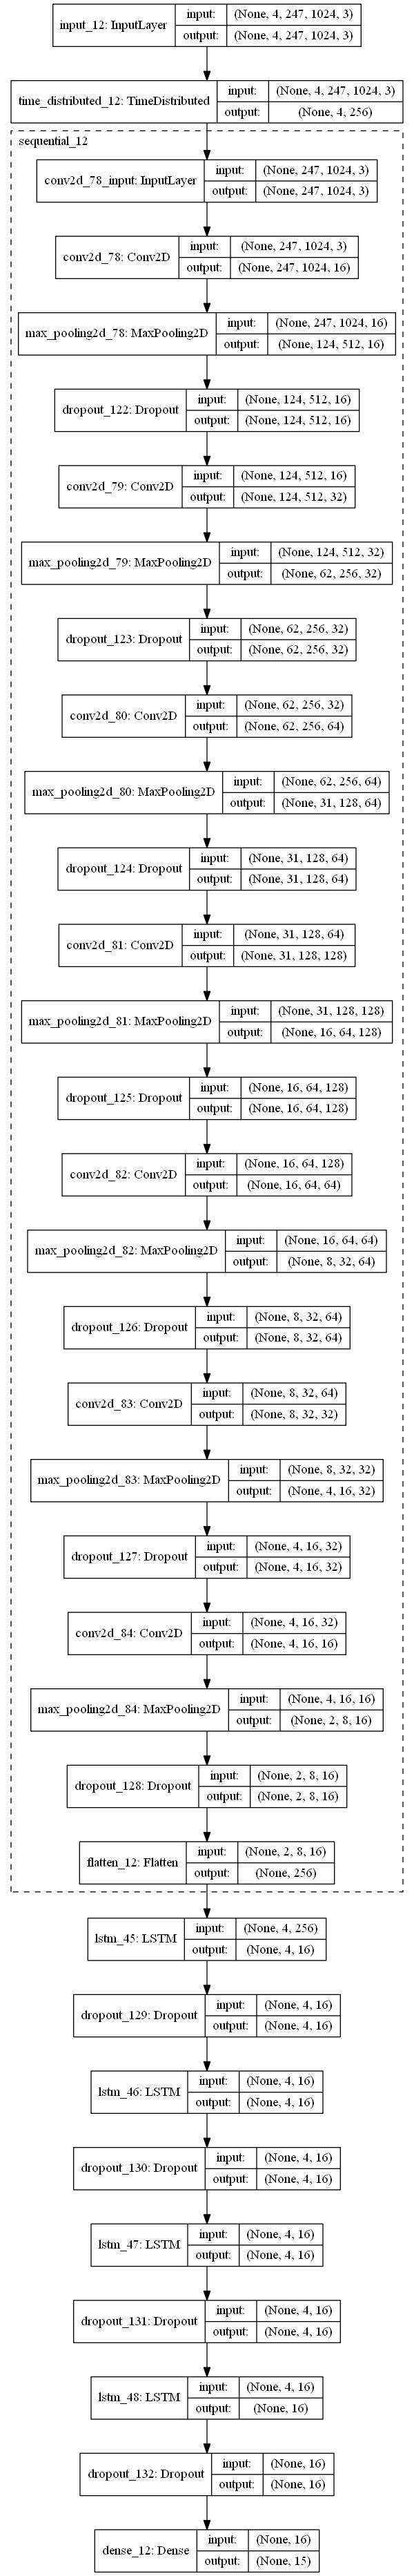 input_12: InputLayer
input:
(None, 4, 247, 1024, 3)
output:
(None, 4, 247, 1024, 3)
time_distributed_12: TimeDistributed
input:
(None, 4, 247, 1024, 3)
output:
(None, 4, 256)
sequential_12
conv2d_78_input: InputLayer
input:
(None, 247, 1024, 3)
output:
(None, 247, 1024, 3)
conv2d_78: Conv2D
input:
(None, 247, 1024, 3)
output:
(None, 247, 1024, 16)
max_pooling2d_78: MaxPooling2D
input:
(None, 247, 1024, 16)
output:
(None, 124, 512, 16)
dropout_122: Dropout
input:
(None, 124, 512, 16)
output:
(None, 124, 512, 16)
conv2d_79: Conv2D
input:
(None, 124, 512, 16)
output:
(None, 124, 512, 32)
max_pooling2d_79: MaxPooling2D
input:
(None, 124, 512, 32)
output:
(None, 62, 256, 32)
dropout_123: Dropout
input:
(None, 62, 256, 32)
output:
(None, 62, 256, 32)
conv2d_80: Conv2D
input:
(None, 62, 256, 32)
output:
(None, 62, 256, 64)
max_pooling2d_80: MaxPooling2D
input:
(None, 62, 256, 64)
output:
(None, 31, 128, 64)
dropout_124: Dropout
input:
(None, 31, 128, 64)
output:
(None, 31, 128, 64)
conv2d_81: Conv2D
input:
(None, 31, 128, 64)
output:
(None, 31, 128, 128)
max_pooling2d_81: MaxPooling2D
input:
(None, 31, 128, 128)
output:
(None, 16, 64, 128)
dropout_125: Dropout
input:
(None, 16, 64, 128)
output:
(None, 16, 64, 128)
conv2d_82: Conv2D
input:
(None, 16, 64, 128)
output:
(None, 16, 64, 64)
max_pooling2d_82: MaxPooling2D
input:
(None, 16, 64, 64)
output:
(None, 8, 32, 64)
dropout_126: Dropout
input:
(None, 8, 32, 64)
output:
(None, 8, 32, 64)
conv2d_83: Conv2D
input:
(None, 8, 32, 64)
output:
(None, 8, 32, 32)
max_pooling2d_83: MaxPooling2D
input:
(None, 8, 32, 32)
output:
(None, 4, 16, 32)
dropout_127: Dropout
input:
(None, 4, 16, 32)
output:
(None, 4, 16, 32)
conv2d_84: Conv2D
input:
(None, 4, 16, 32)
output:
(None, 4, 16, 16)
max_pooling2d_84: MaxPooling2D
input:
(None, 4, 16, 16)
output:
(None, 2, 8, 16)
dropout_128: Dropout
input:
(None, 2, 8, 16)
output:
(None, 2, 8, 16)
flatten_12: Flatten
input:
(None, 2, 8, 16)
output:
(None, 256)
lstm_45: LSTM
input:
(None, 4, 256)
output:
(None, 4, 16)
dropout_129: Dropout
input:
(None, 4, 16)
output:
(None, 4, 16)
lstm_46: LSTM
input:
(None, 4, 16)
output:
(None, 4, 16)
dropout_130: Dropout
input:
(None, 4, 16)
output:
(None, 4, 16)
lstm_47: LSTM
input:
(None, 4, 16)
output:
(None, 4, 16)
dropout_131: Dropout
input:
(None, 4, 16)
output:
(None, 4, 16)
lstm_48: LSTM
input:
(None, 4, 16)
output:
(None, 16)
dropout_132: Dropout
input:
(None, 16)
output:
(None, 16)
dense_12: Dense
input:
(None, 16)
output:
(None, 15)